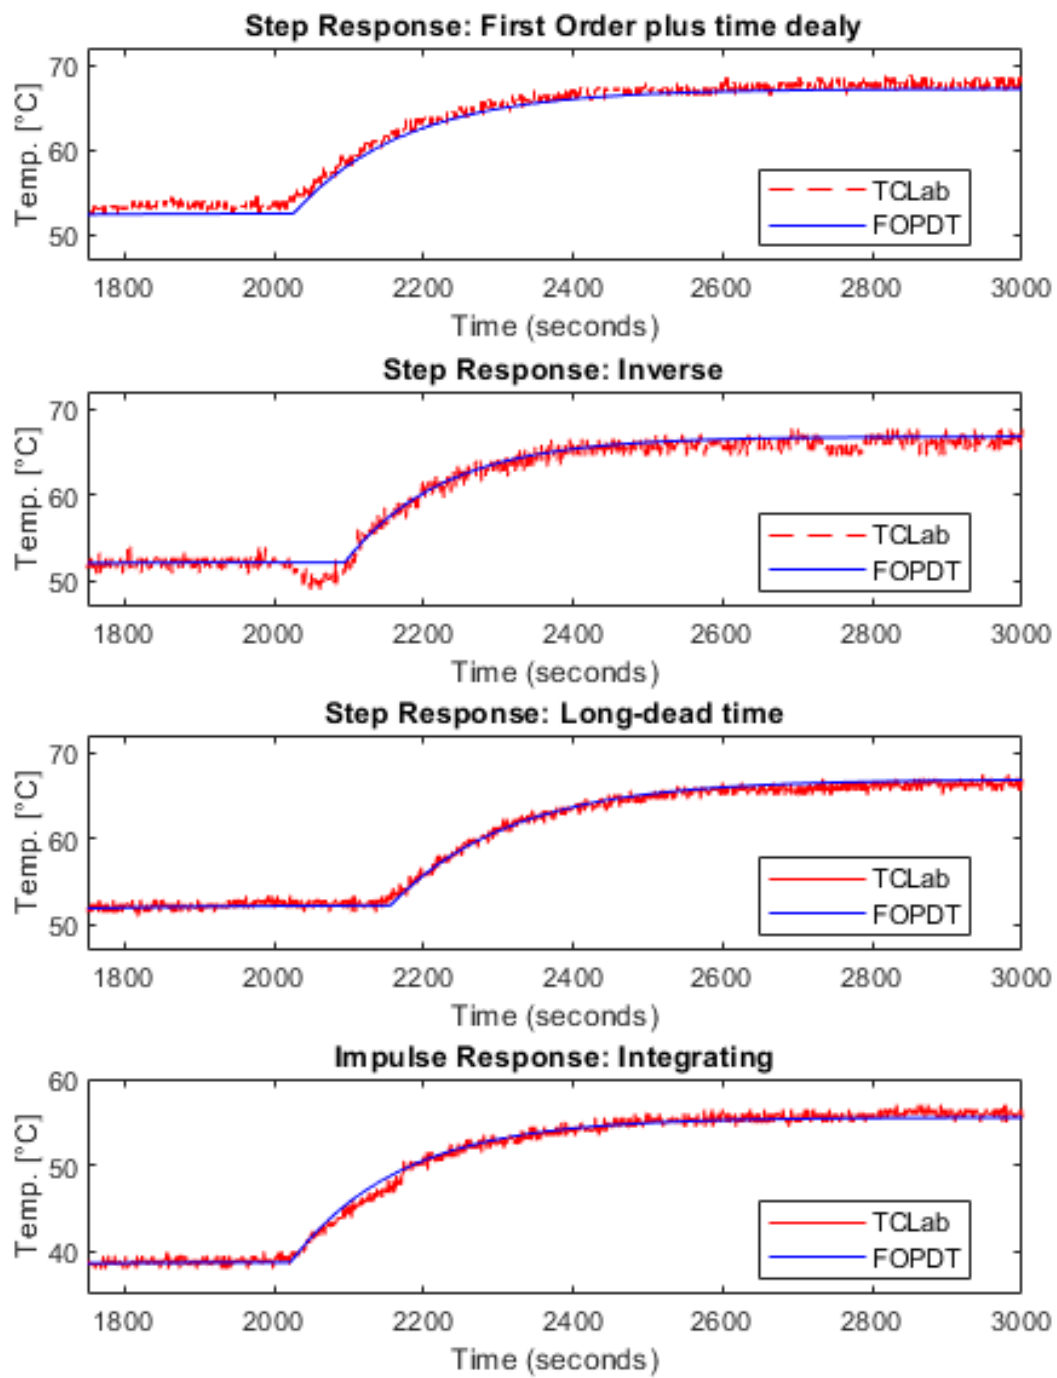 Step Response: First Order plus time dealy
Temp. [°C]
70
60
50
TCLab
FOPDT
1800 2000 2200 2400 2600 2800 3000
Time (seconds)
Step Response: Inverse
Temp. [°C]
70
60
50
TCLab
FOPDT
1800 2000 2200 2400 2600 2800 3000
Time (seconds)
Step Response: Long-dead time
Temp. [°C]
70
60
50
TCLab
FOPDT
1800 2000 2200 2400 2600 2800 3000
Time (seconds)
Impulse Response: Integrating
Temp. [°C]
60
50
40
TCLab
FOPDT
1800 2000 2200 2400 2600 2800 3000
Time (seconds)